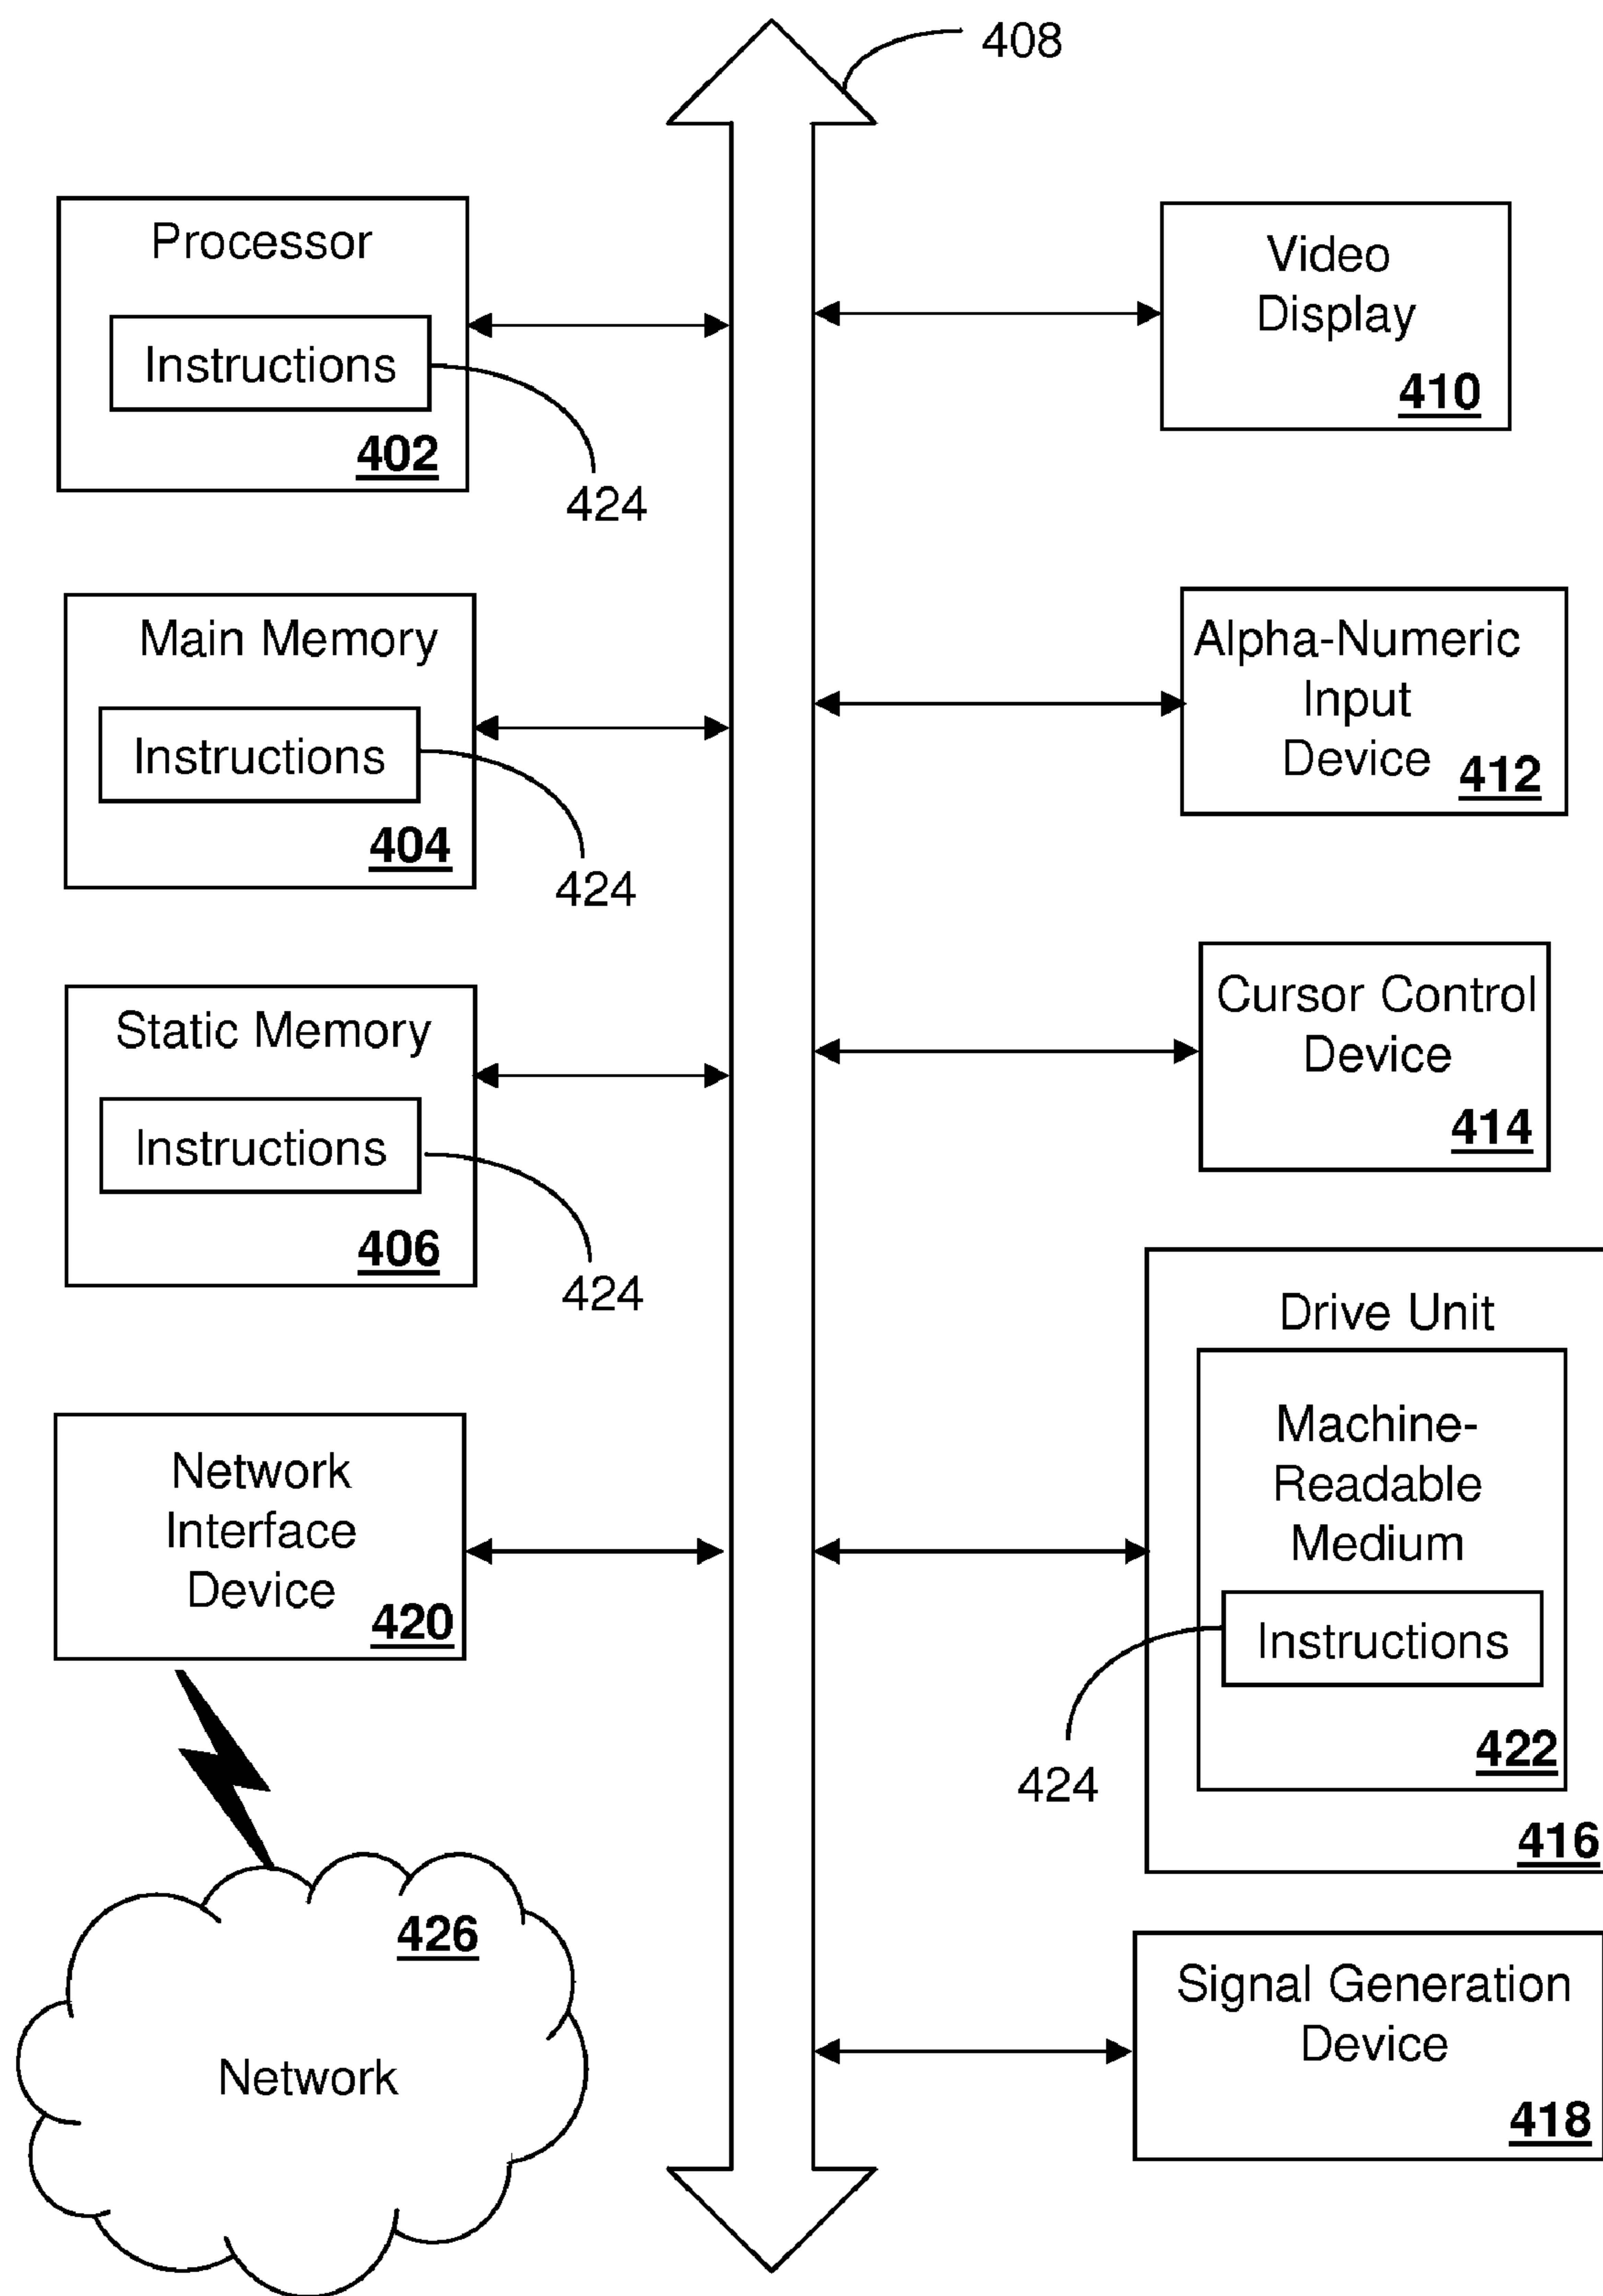 408
Processor
Instructions
402
424
Main Memory
Instructions
404
424
Static Memory
Instructions
406
424
Network
Interface
Device
420
426
Network
Video
Display
410
Alpha-Numeric
Input
Device
412
Cursor Control
Device
414
Drive Unit
Machine-
Readable
Medium
Instructions
422
424
416
Signal Generation
Device
418